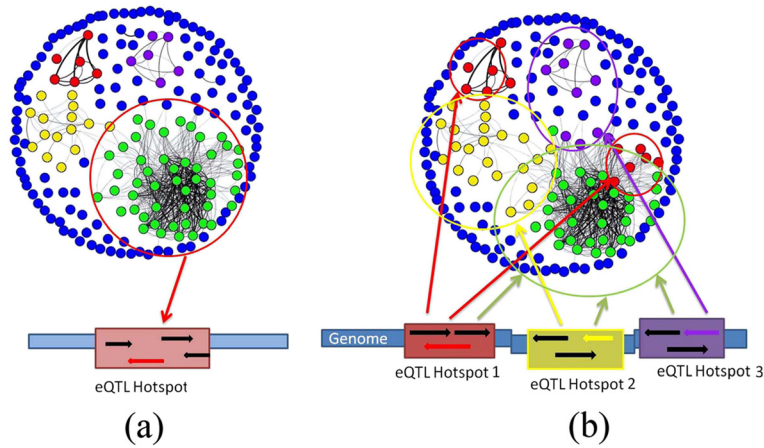 Genome
eQTL Hotspot
eQTL Hotspot 1
eQTL Hotspot 2
eQTL Hotspot 3
(a)
(b)